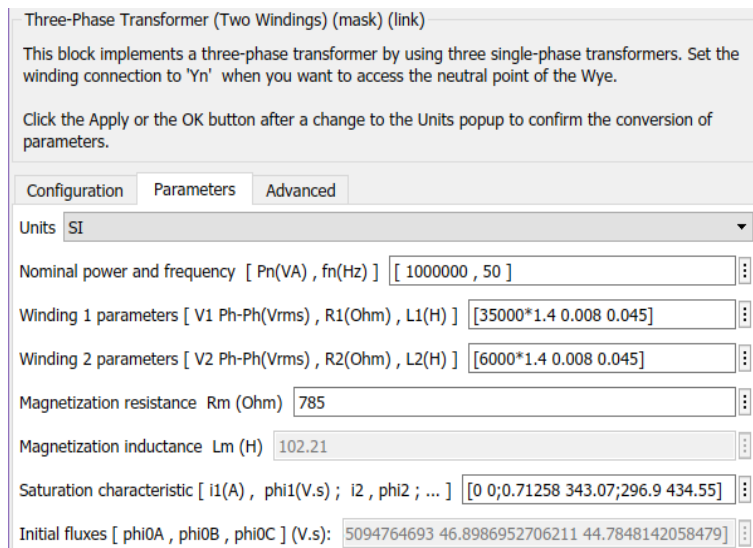 Three-Phase Transformer (Two Windings) (mask) (link)
This block implements a three-phase transformer by using three single-phase transformers. Set the
winding connection to 'Yn' when you want to access the neutral point of the Wye.
Click the Apply or the OK button after a change to the Units popup to confirm the conversion of
parameters.
Configuration Parameters Advanced
Units SI
Nominal power and frequency [ Pn(VA) , fn(Hz) ] [ 1000000 , 50 ]
Winding 1 parameters [ V1 Ph-Ph(Vrms) , R1(Ohm) , L1(H) ] [35000*1.4 0.008 0.045]
Winding 2 parameters [ V2 Ph-Ph(Vrms) , R2(Ohm) , L2(H) ] [6000*1.4 0.008 0.045]
Magnetization resistance Rm (Ohm) 785
Magnetization inductance Lm (H) 102.21
Saturation characteristic [ i1(A) , phi1(V.s) ; i2 , phi2 ; ... ] [0 0;0.71258 343.07;296.9 434.55]
Initial fluxes [ phi0A , phi0B , phi0C ] (V.s): 5094764693 46.8986952706211 44.7848142058479]